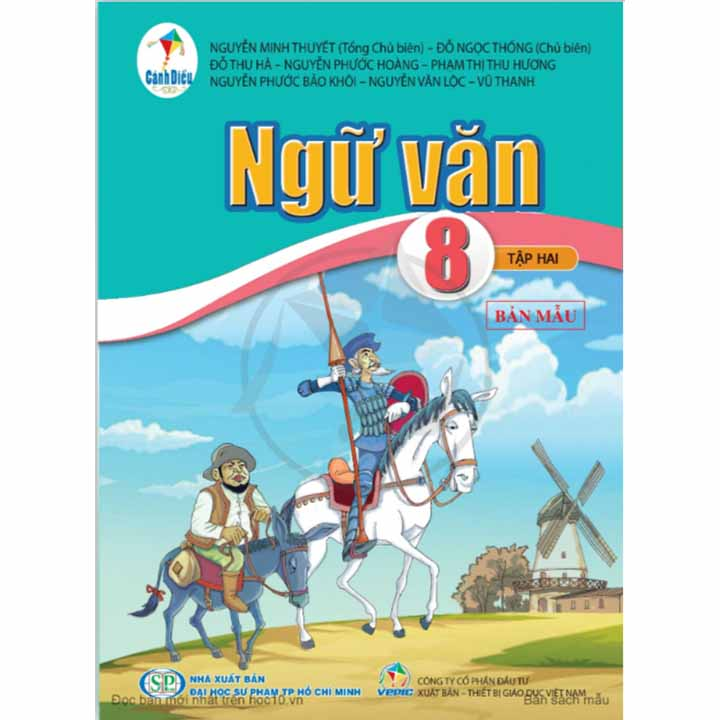 NGUYỄN MINH THUYẾT (Tổng Chủ biên) – ĐỖ NGỌC THỐNG (Chủ biên)
ĐỖ THU HÀ – NGUYỄN PHƯỚC HOÀNG – PHẠM THỊ THU HƯƠNG
NGUYỄN PHƯỚC BẢO KHÔI – NGUYỄN VĂN LỘC – VŨ THANH
Cánh Diều
Ngữ văn
8
TẬP HAI
BẢN MẪU
SP
NHÀ XUẤT BẢN
ĐẠI HỌC SƯ PHẠM TP HỒ CHÍ MINH
VEPIC
CÔNG TY CỔ PHẦN ĐẦU TƯ
XUẤT BẢN – THIẾT BỊ GIÁO DỤC VIỆT NAM
Đọc bản mới nhất trên hoc10.vn
Bản sách mẫu